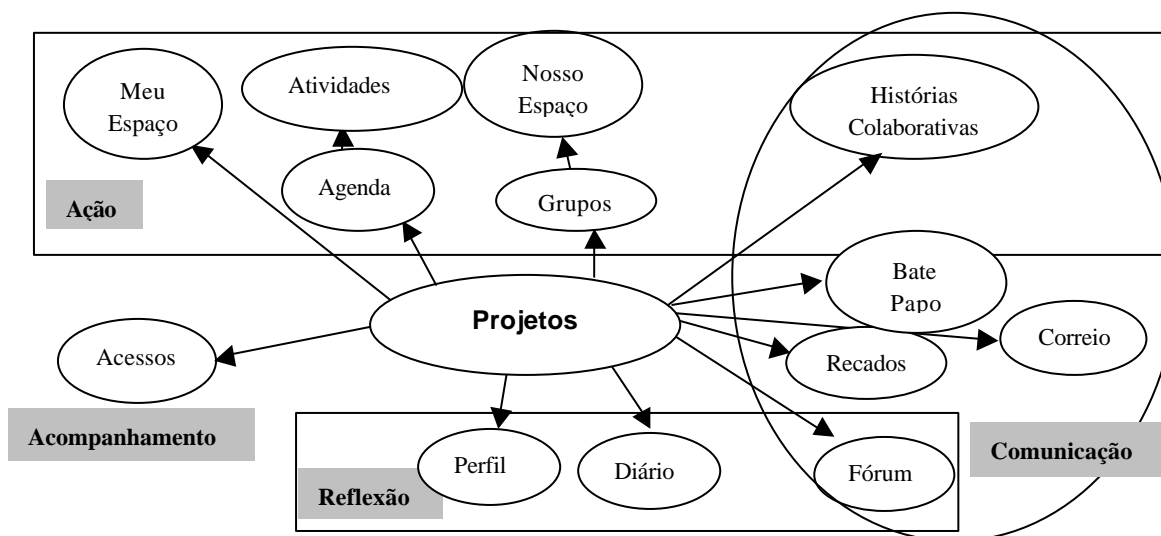 Meu
Espaço
Atividades
Nosso
Espaço
Histórias
Colaborativas
Agenda
Grupos
Ação
Bate
Papo
Projetos
Acessos
Recados
Correio
Acompanhamento
Comunicação
Perfil
Diário
Fórum
Reflexão